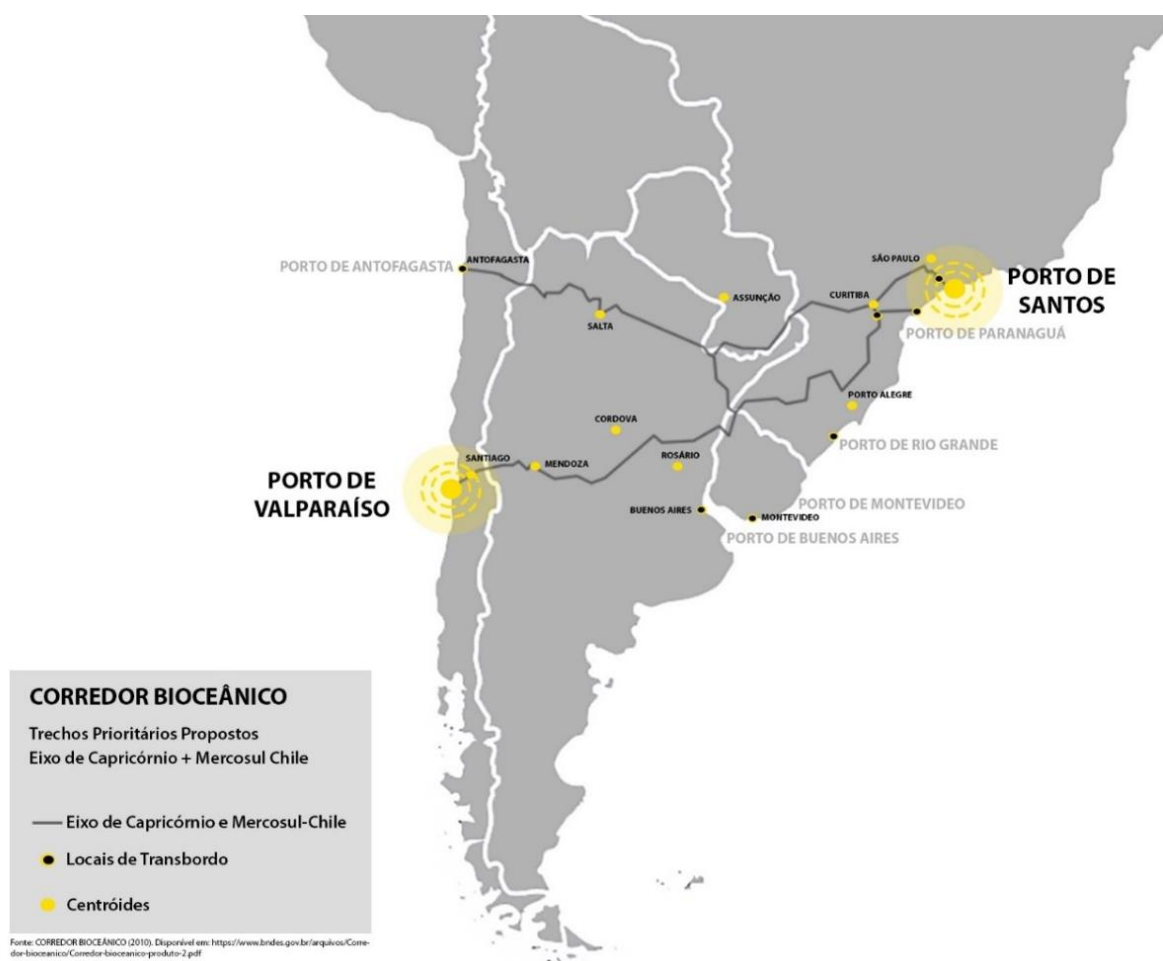 PORTO DE ANTOFAGASTA
ANTOFAGASTA
SÃO PAULO
PORTO DE
SANTOS
ASSUNÇÃO
CURITIBA
SALTA
PORTO DE PARANAGUÁ
PORTO ALEGRE
CORDOVA
PORTO DE RIO GRANDE
SANTIAGO
MENDOZA
ROSÁRIO
PORTO DE
VALPARAÍSO
PORTO DE MONTEVIDEO
BUENOS AIRES
MONTEVIDEO
PORTO DE BUENOS AIRES
CORREDOR BIOCEÂNICO
Trechos Prioritários Propostos
Eixo de Capricórnio + Mercosul Chile
Eixo de Capricórnio e Mercosul-Chile
Locais de Transbordo
Centróides
Fonte: CORREDOR BIOCEÂNICO (2010). Disponível em: https://www.bndes.gov.br/arquivos/Corre-
dor-bioceanico/Corredor-bioceanico-produto-2.pdf